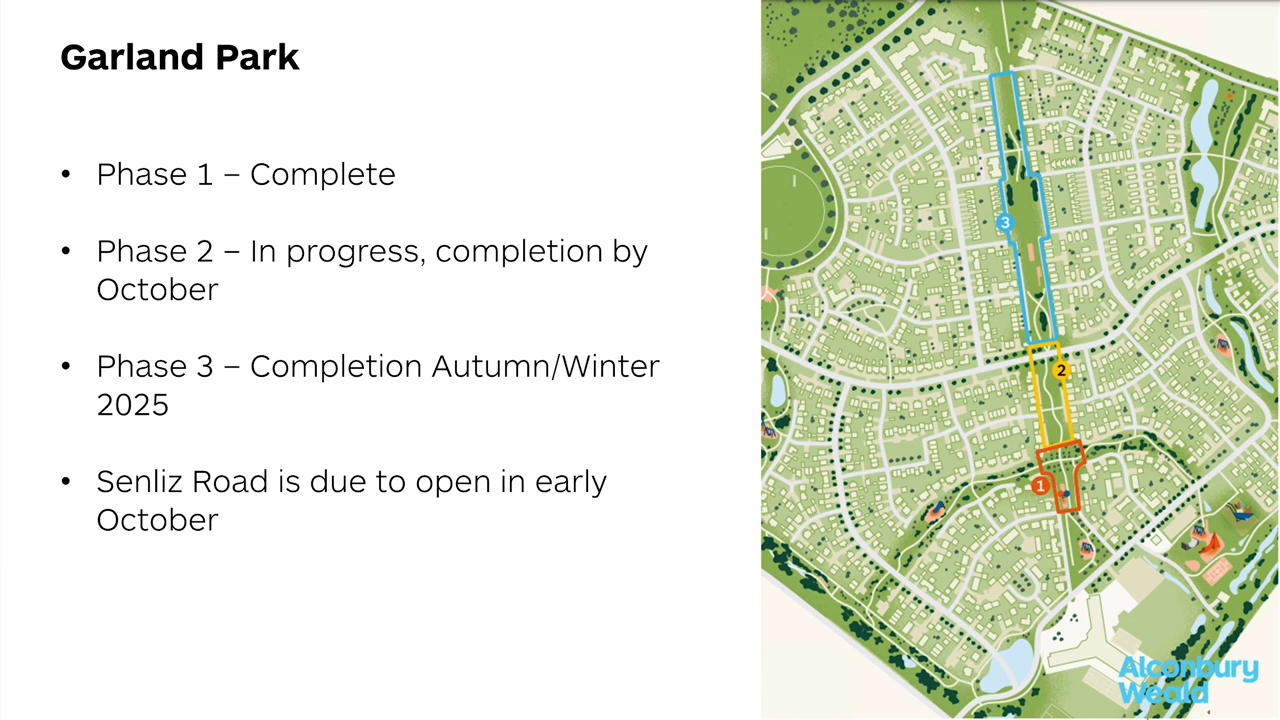 Garland Park
• Phase 1 – Complete
• Phase 2 – In progress, completion by
October
• Phase 3 – Completion Autumn/Winter
2025
• Senliz Road is due to open in early
October
3
2
1
Alconbury
Weald
4